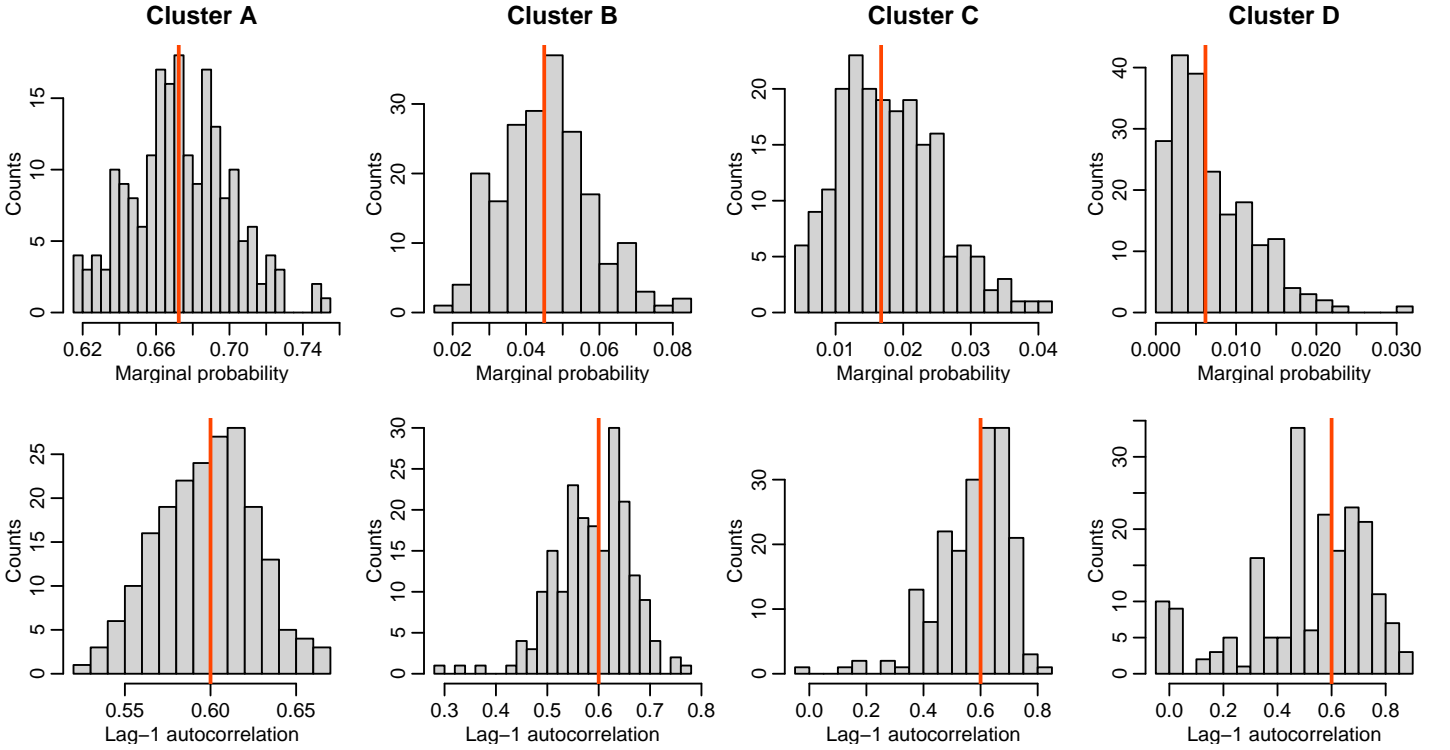 Cluster A
Cluster B
Cluster C
Cluster D
Counts
0 5 10 15
0.62 0.66 0.70 0.74
Marginal probability
Counts
0 10 20 30
0.02 0.04 0.06 0.08
Marginal probability
Counts
0 5 10 15 20
0.01 0.02 0.03 0.04
Marginal probability
Counts
0 10 20 30 40
0.000 0.010 0.020 0.030
Marginal probability
Counts
0 5 10 15 20 25
0.55 0.60 0.65
Lag−1 autocorrelation
Counts
0 5 10 15 20 25 30
0.3 0.4 0.5 0.6 0.7 0.8
Lag−1 autocorrelation
Counts
0 10 20 30
0.0 0.2 0.4 0.6 0.8
Lag−1 autocorrelation
Counts
0 5 10 20 30
0.0 0.2 0.4 0.6 0.8
Lag−1 autocorrelation